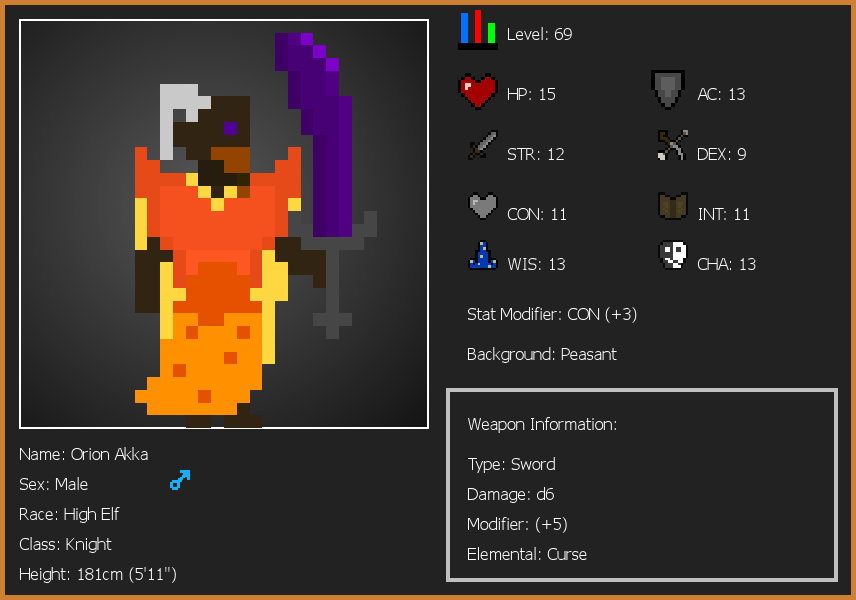 Level: 69
HP: 15
AC: 13
STR: 12
DEX: 9
CON: 11
INT: 11
WIS: 13
CHA: 13
Stat Modifier: CON (+3)
Background: Peasant
Weapon Information:
Type: Sword
Damage: d6
Modifier: (+5)
Elemental: Curse
Name: Orion Akka
Sex: Male
Race: High Elf
Class: Knight
Height: 181cm (5'11")